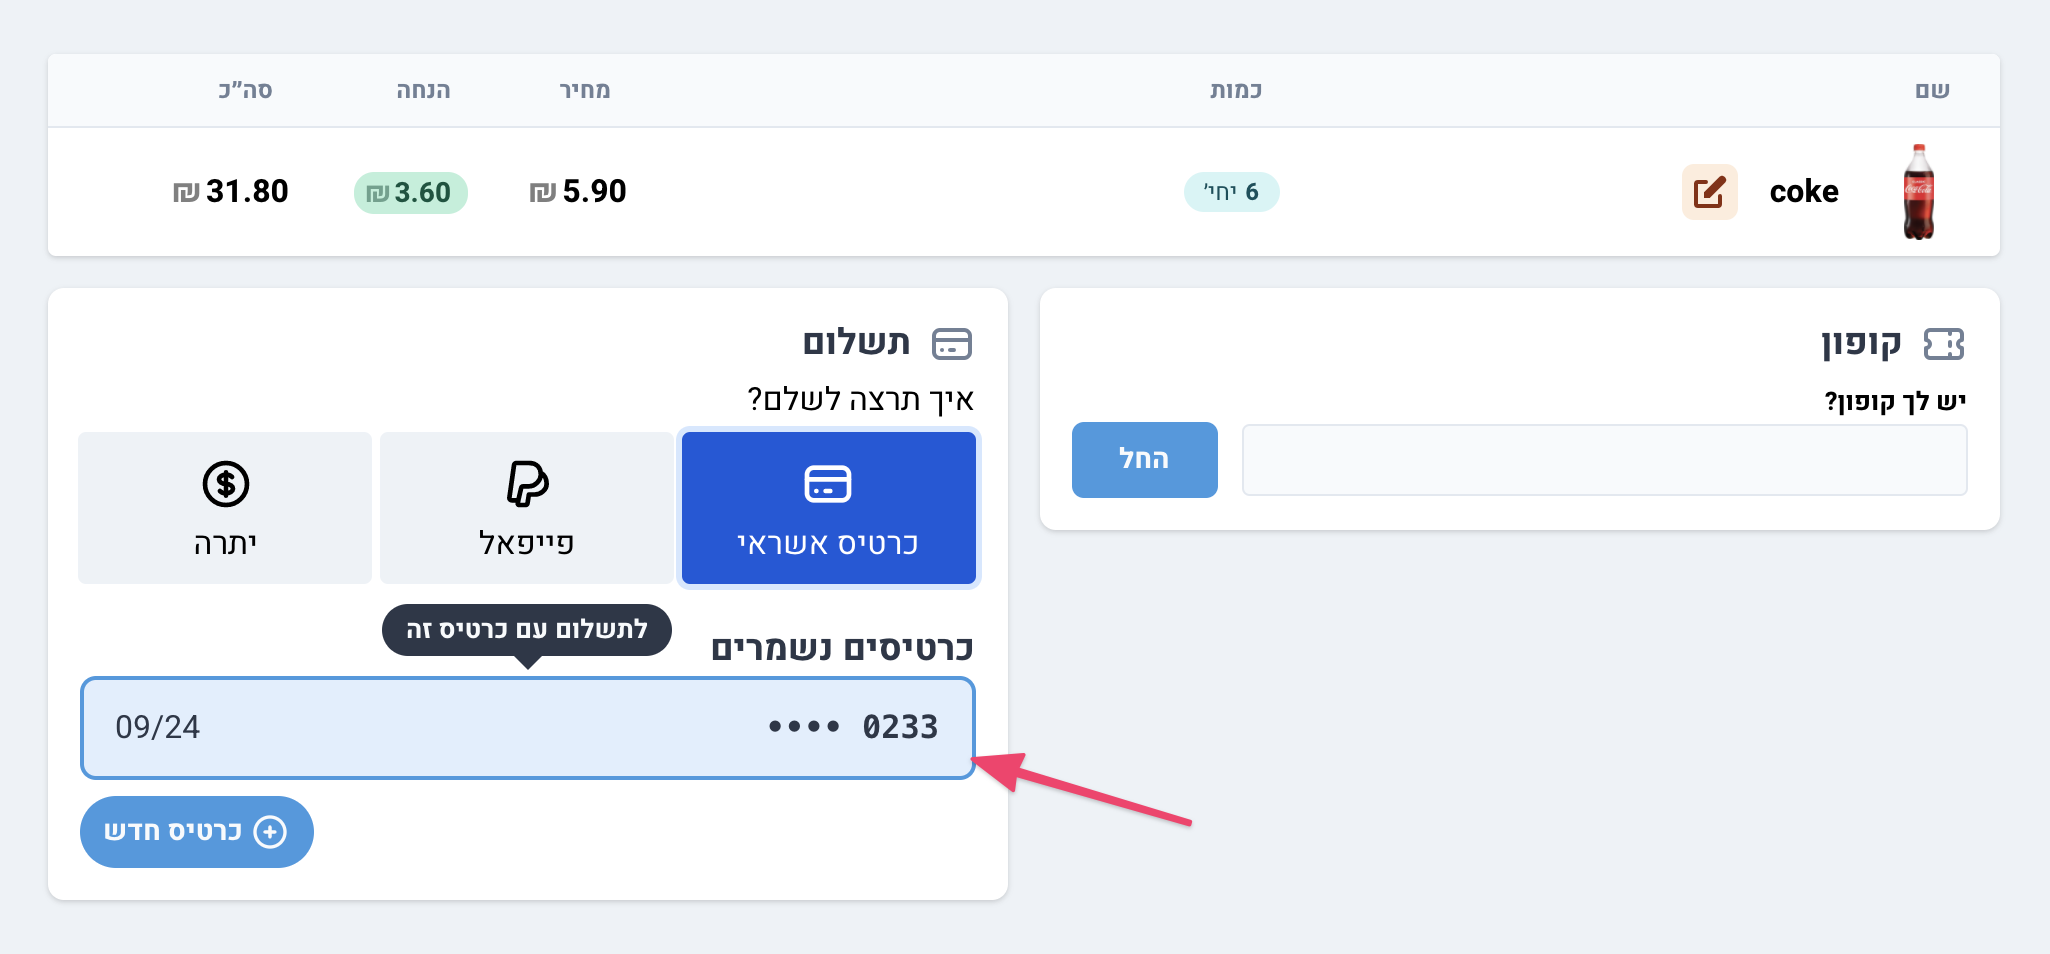 שם כמות מחיר הנחה סה״כ
coke 6 יחי׳ 5.90 ₪ 3.60 ₪ 31.80 ₪
קופון
יש לך קופון?
החל
תשלום
איך תרצה לשלם?
כרטיס אשראי פייפאל יתרה
כרטיסים נשמרים
לתשלום עם כרטיס זה
•••• 0233 09/24
כרטיס חדש